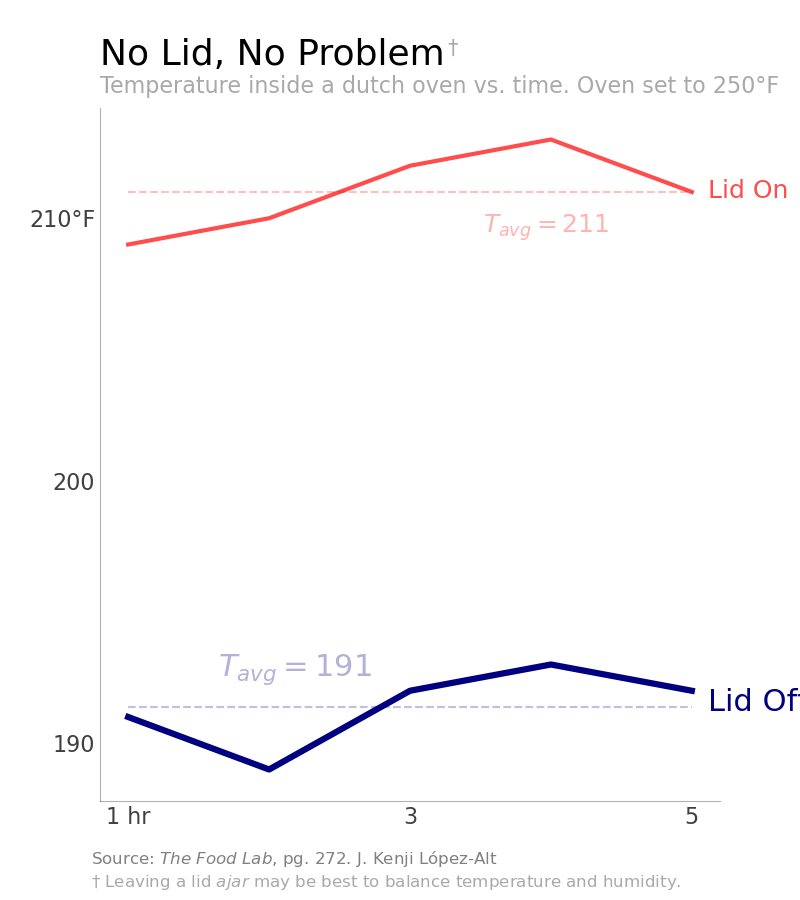 No Lid, No Problem†
Temperature inside a dutch oven vs. time. Oven set to 250°F
Lid On
210°F
T_avg = 211
200
T_avg = 191
Lid Of
190
1 hr 3 5
Source: The Food Lab, pg. 272. J. Kenji López-Alt
† Leaving a lid ajar may be best to balance temperature and humidity.